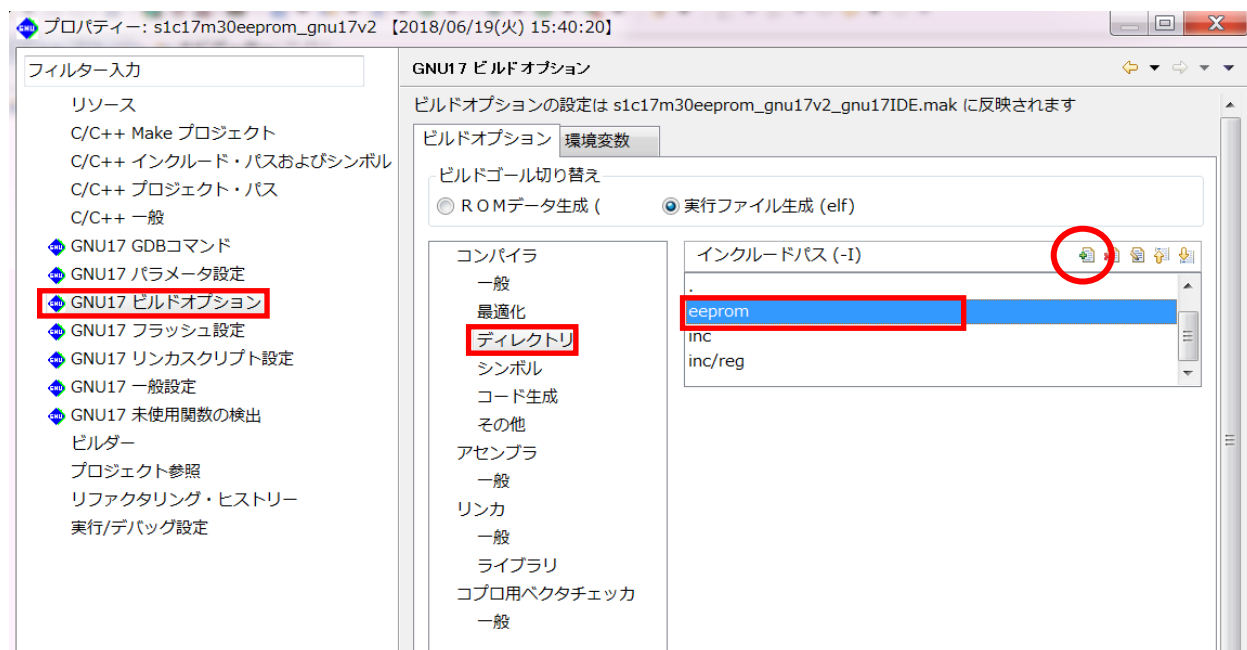 プロパティー: s1c17m30eeprom_gnu17v2 【2018/06/19(火) 15:40:20】
フィルター入力
リソース
C/C++ Make プロジェクト
C/C++ インクルード・パスおよびシンボル
C/C++ プロジェクト・パス
C/C++ 一般
GNU17 GDBコマンド
GNU17 パラメータ設定
GNU17 ビルドオプション
GNU17 フラッシュ設定
GNU17 リンカスクリプト設定
GNU17 一般設定
GNU17 未使用関数の検出
ビルダー
プロジェクト参照
リファクタリング・ヒストリー
実行/デバッグ設定
GNU17 ビルドオプション
ビルドオプションの設定は s1c17m30eeprom_gnu17v2_gnu17IDE.mak に反映されます
ビルドオプション 環境変数
ビルドゴール切り替え
ＲＯＭデータ生成 ( 実行ファイル生成 (elf)
コンパイラ
一般
最適化
ディレクトリ
シンボル
コード生成
その他
アセンブラ
一般
リンカ
一般
ライブラリ
コプロ用ベクタチェッカ
一般
インクルードパス (-I)
.
eeprom
inc
inc/reg